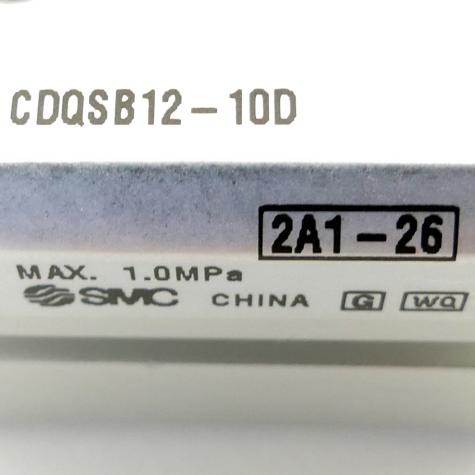 CDQSB12-10D
2A1-26
MAX. 1.0MPa
SMC CHINA G WQ